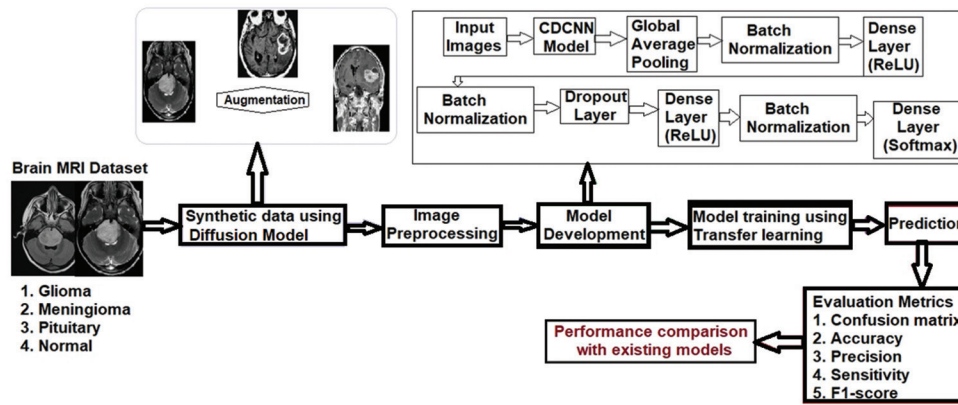 Augmentation
Input
Images
CDCNN
Model
Global
Average
Pooling
Batch
Normalization
Dense
Layer
(ReLU)
Batch
Normalization
Dropout
Layer
Dense
Layer
(ReLU)
Batch
Normalization
Dense
Layer
(Softmax)
Brain MRI Dataset
1. Glioma
2. Meningioma
3. Pituitary
4. Normal
Synthetic data using
Diffusion Model
Image
Preprocessing
Model
Development
Model training using
Transfer learning
Prediction
Evaluation Metrics
1. Confusion matrix
2. Accuracy
3. Precision
4. Sensitivity
5. F1-score
Performance comparison
with existing models